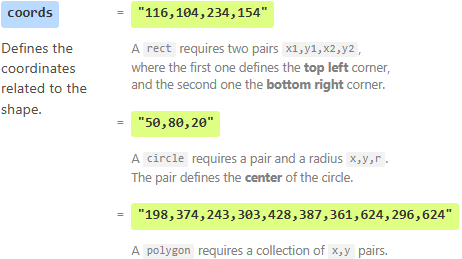 coords = "116,104,234,154"
Defines the
coordinates
related to the
shape.
A rect requires two pairs x1,y1,x2,y2,
where the first one defines the top left corner,
and the second one the bottom right corner.
= "50,80,20"
A circle requires a pair and a radius x,y,r.
The pair defines the center of the circle.
= "198,374,243,303,428,387,361,624,296,624"
A polygon requires a collection of x,y pairs.